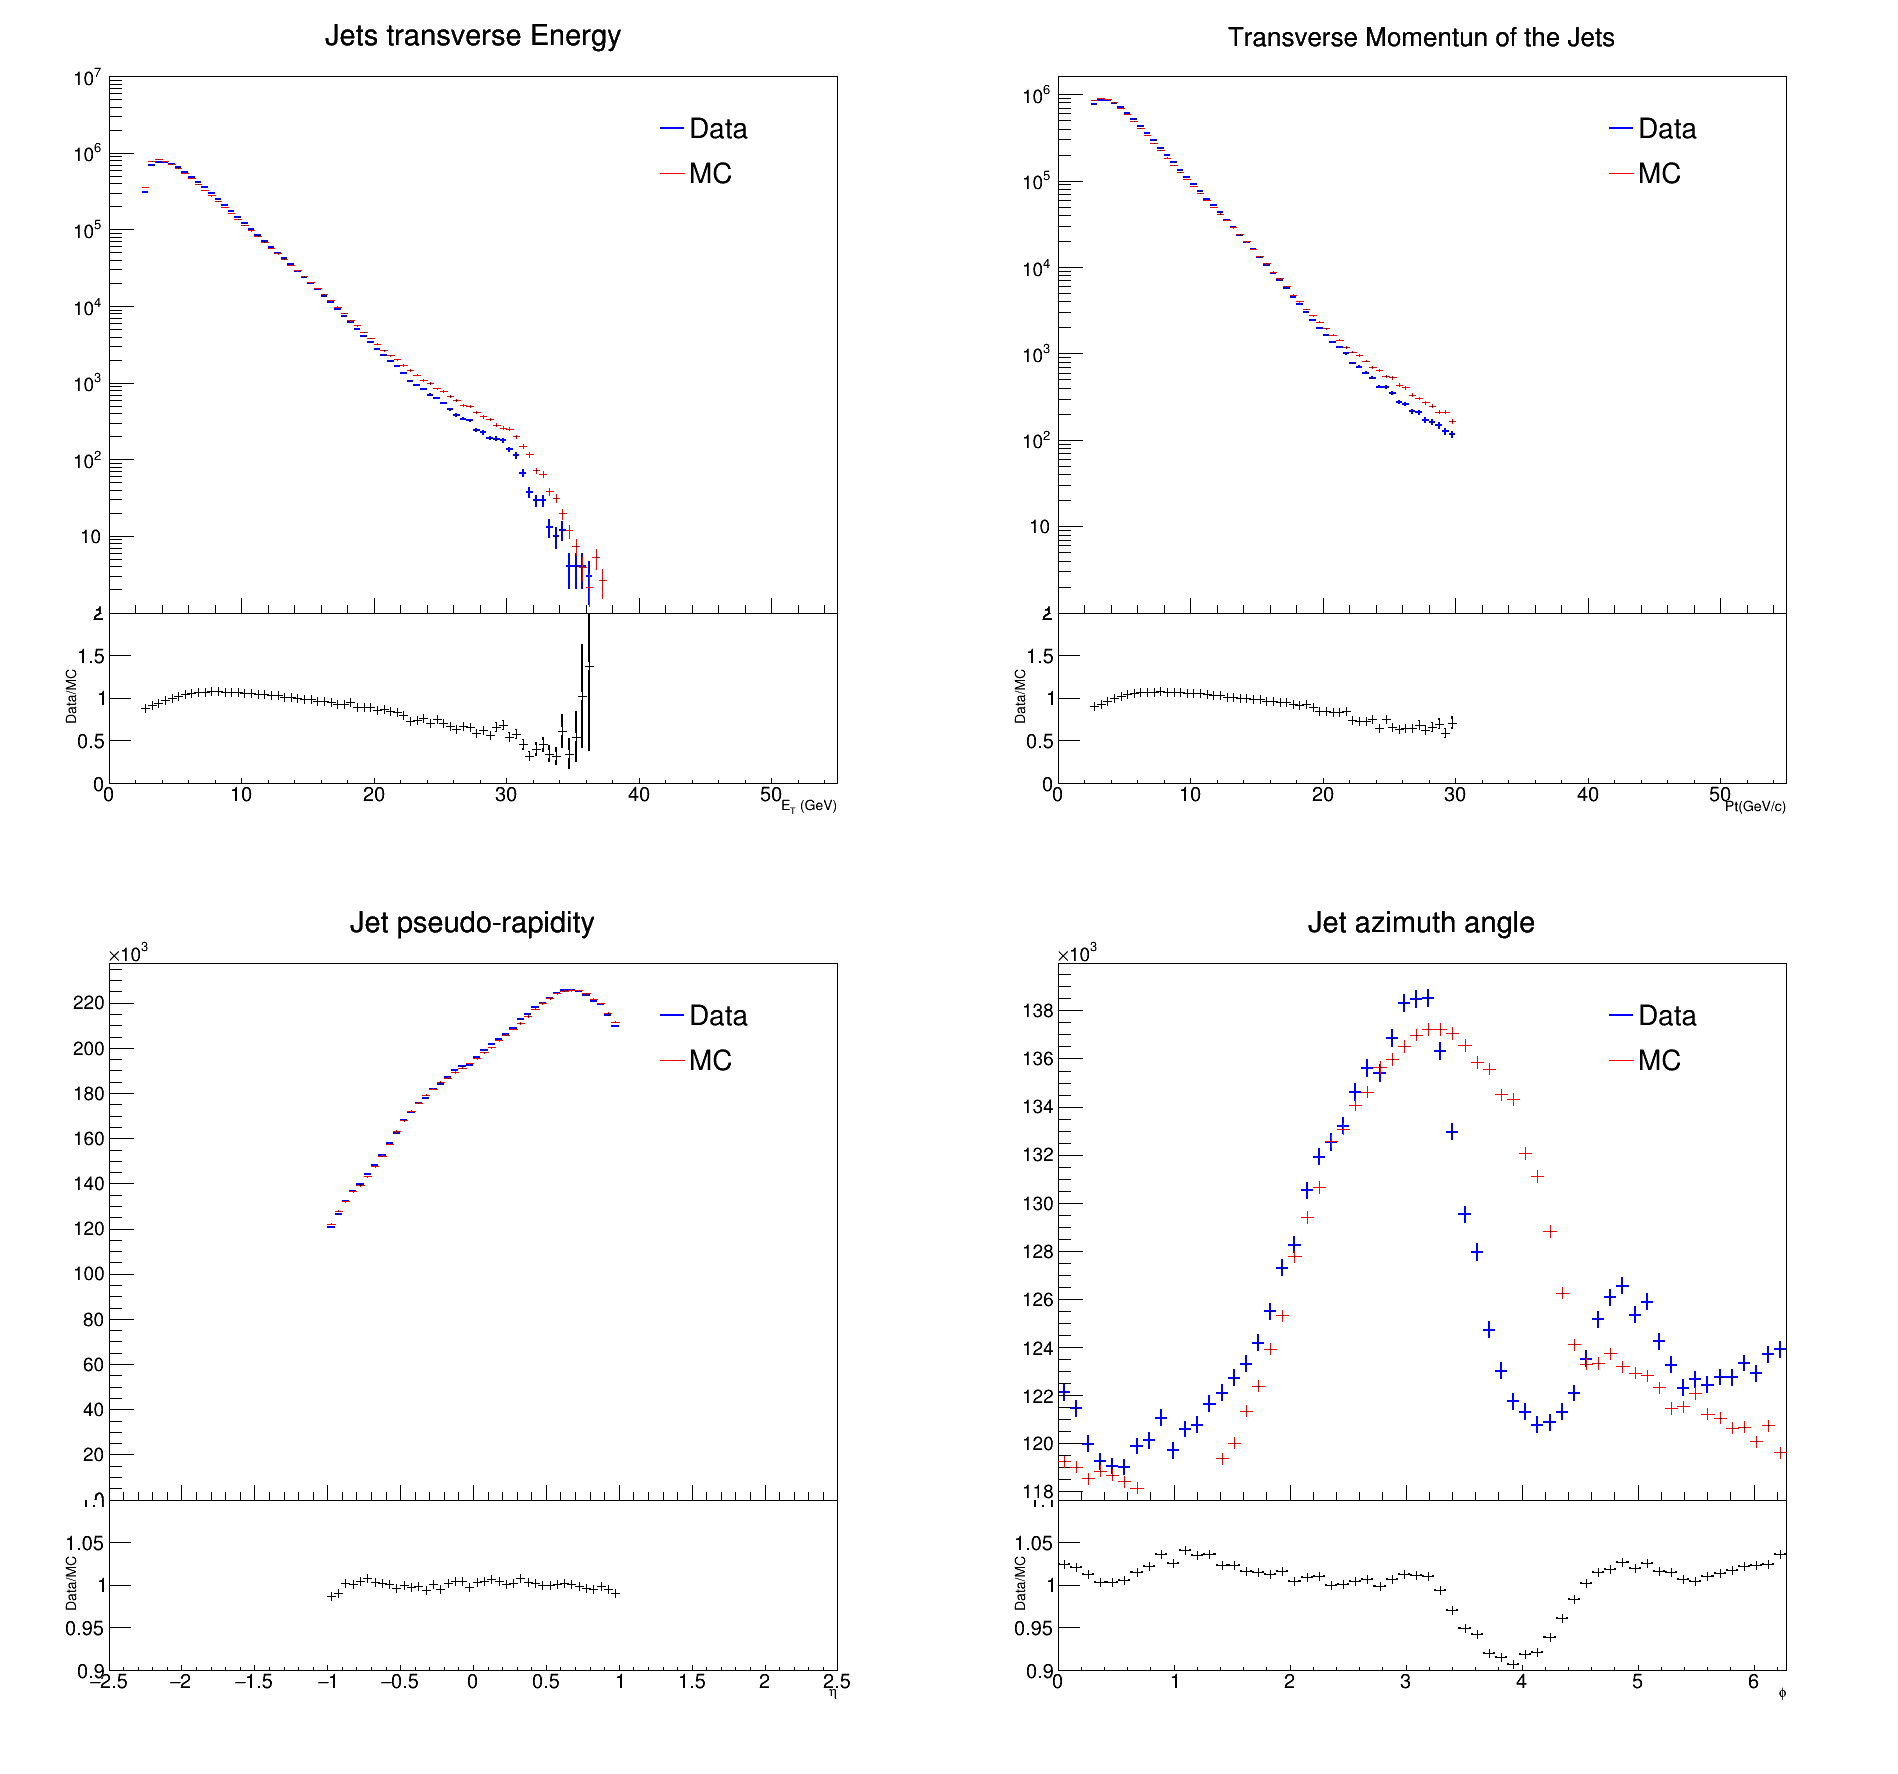 Jets transverse Energy
10^7
10^6
10^5
10^4
10^3
10^2
10
Data
MC
2
1.5
1
0.5
0
Data/MC
0 10 20 30 40 50
E_T (GeV)
Transverse Momentun of the Jets
10^6
10^5
10^4
10^3
10^2
10
Data
MC
2
1.5
1
0.5
0
Data/MC
0 10 20 30 40 50
Pt(GeV/c)
Jet pseudo-rapidity
×10^3
220
200
180
160
140
120
100
80
60
40
20
Data
MC
1.05
1
0.95
0.9
Data/MC
−2.5 −2 −1.5 −1 −0.5 0 0.5 1 1.5 2 2.5
η
Jet azimuth angle
×10^3
138
136
134
132
130
128
126
124
122
120
118
Data
MC
1.05
1
0.95
0.9
Data/MC
0 1 2 3 4 5 6
φ